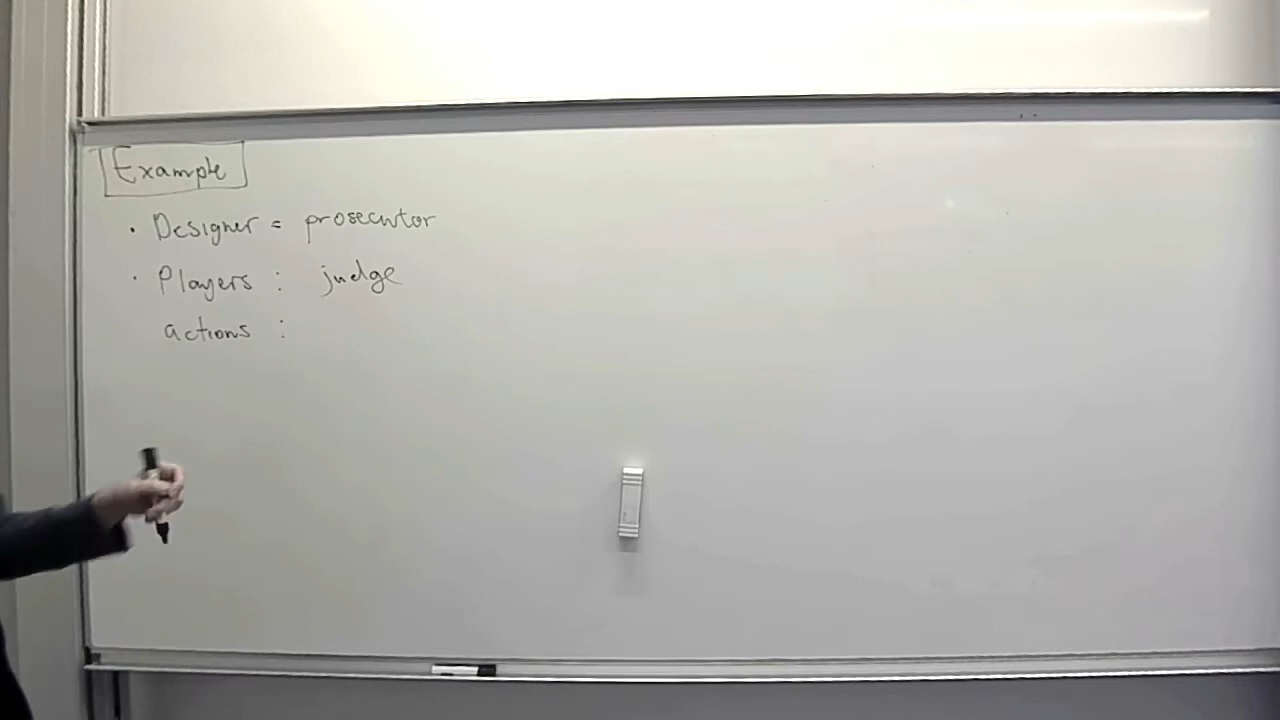 Example
· Designer = prosecutor
· Players : judge
actions :